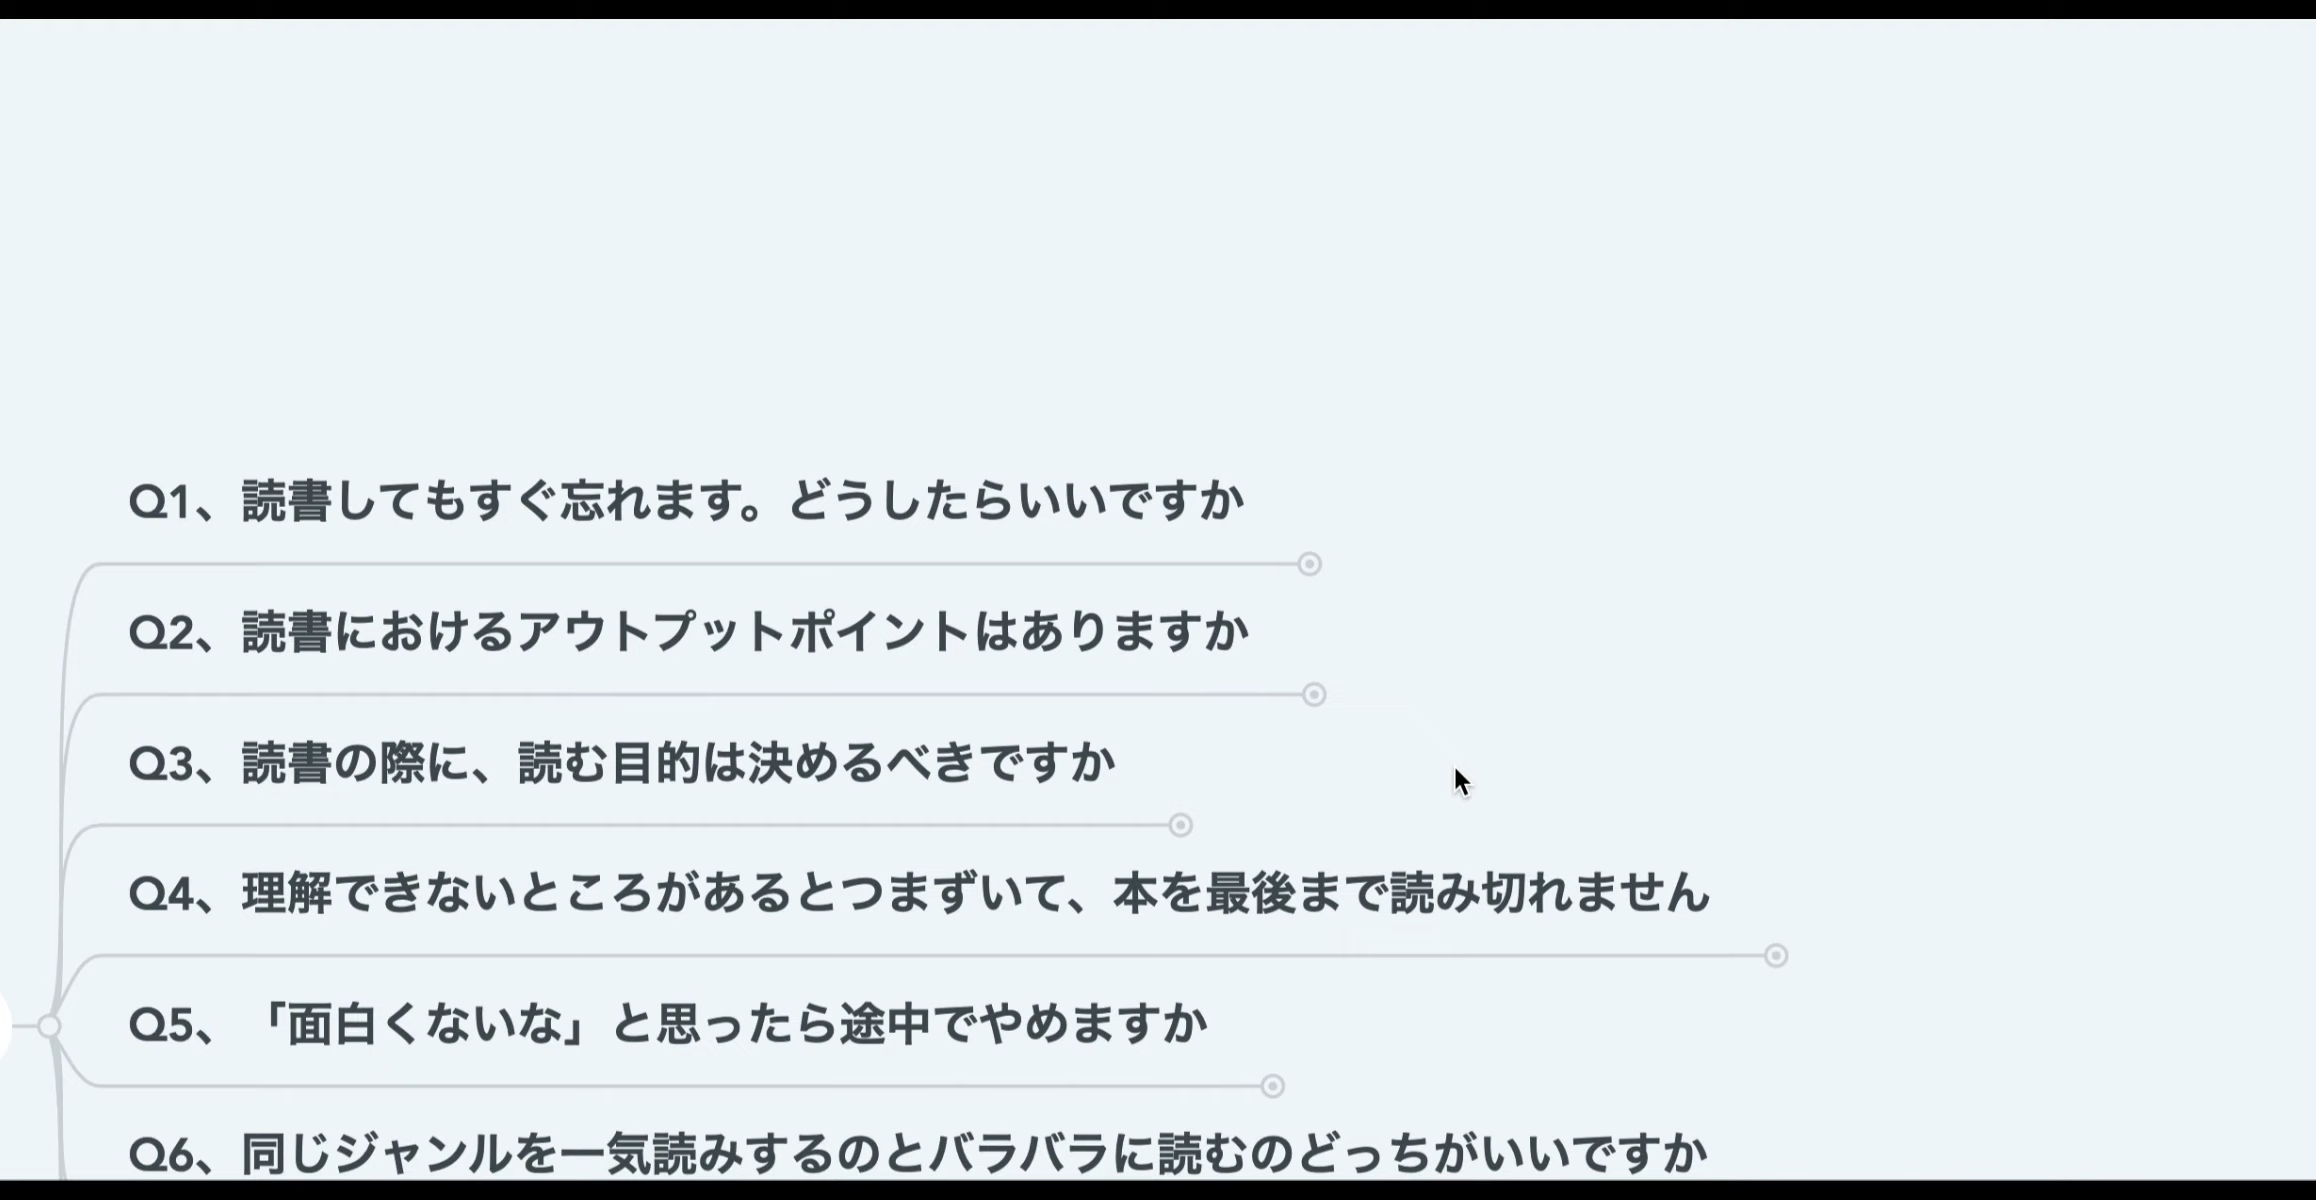 Q1、読書してもすぐ忘れます。どうしたらいいですか
Q2、読書におけるアウトプットポイントはありますか
Q3、読書の際に、読む目的は決めるべきですか
Q4、理解できないところがあるとつまずいて、本を最後まで読み切れません
Q5、「面白くないな」と思ったら途中でやめますか
Q6、同じジャンルを一気読みするのとバラバラに読むのどっちがいいですか